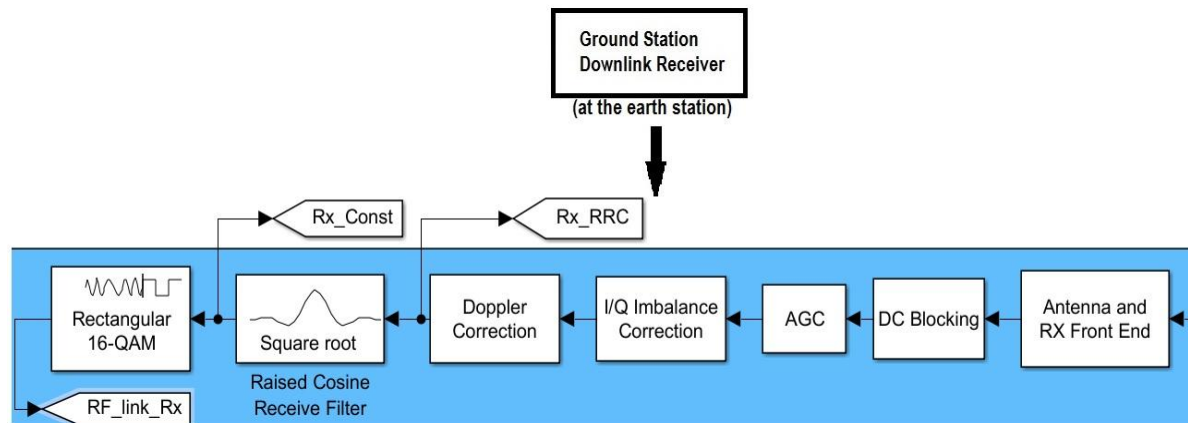 Ground Station
Downlink Receiver
(at the earth station)
Rx_Const
Rx_RRC
Rectangular
16-QAM
Square root
Doppler
Correction
I/Q Imbalance
Correction
AGC
DC Blocking
Antenna and
RX Front End
Raised Cosine
Receive Filter
RF_link_Rx